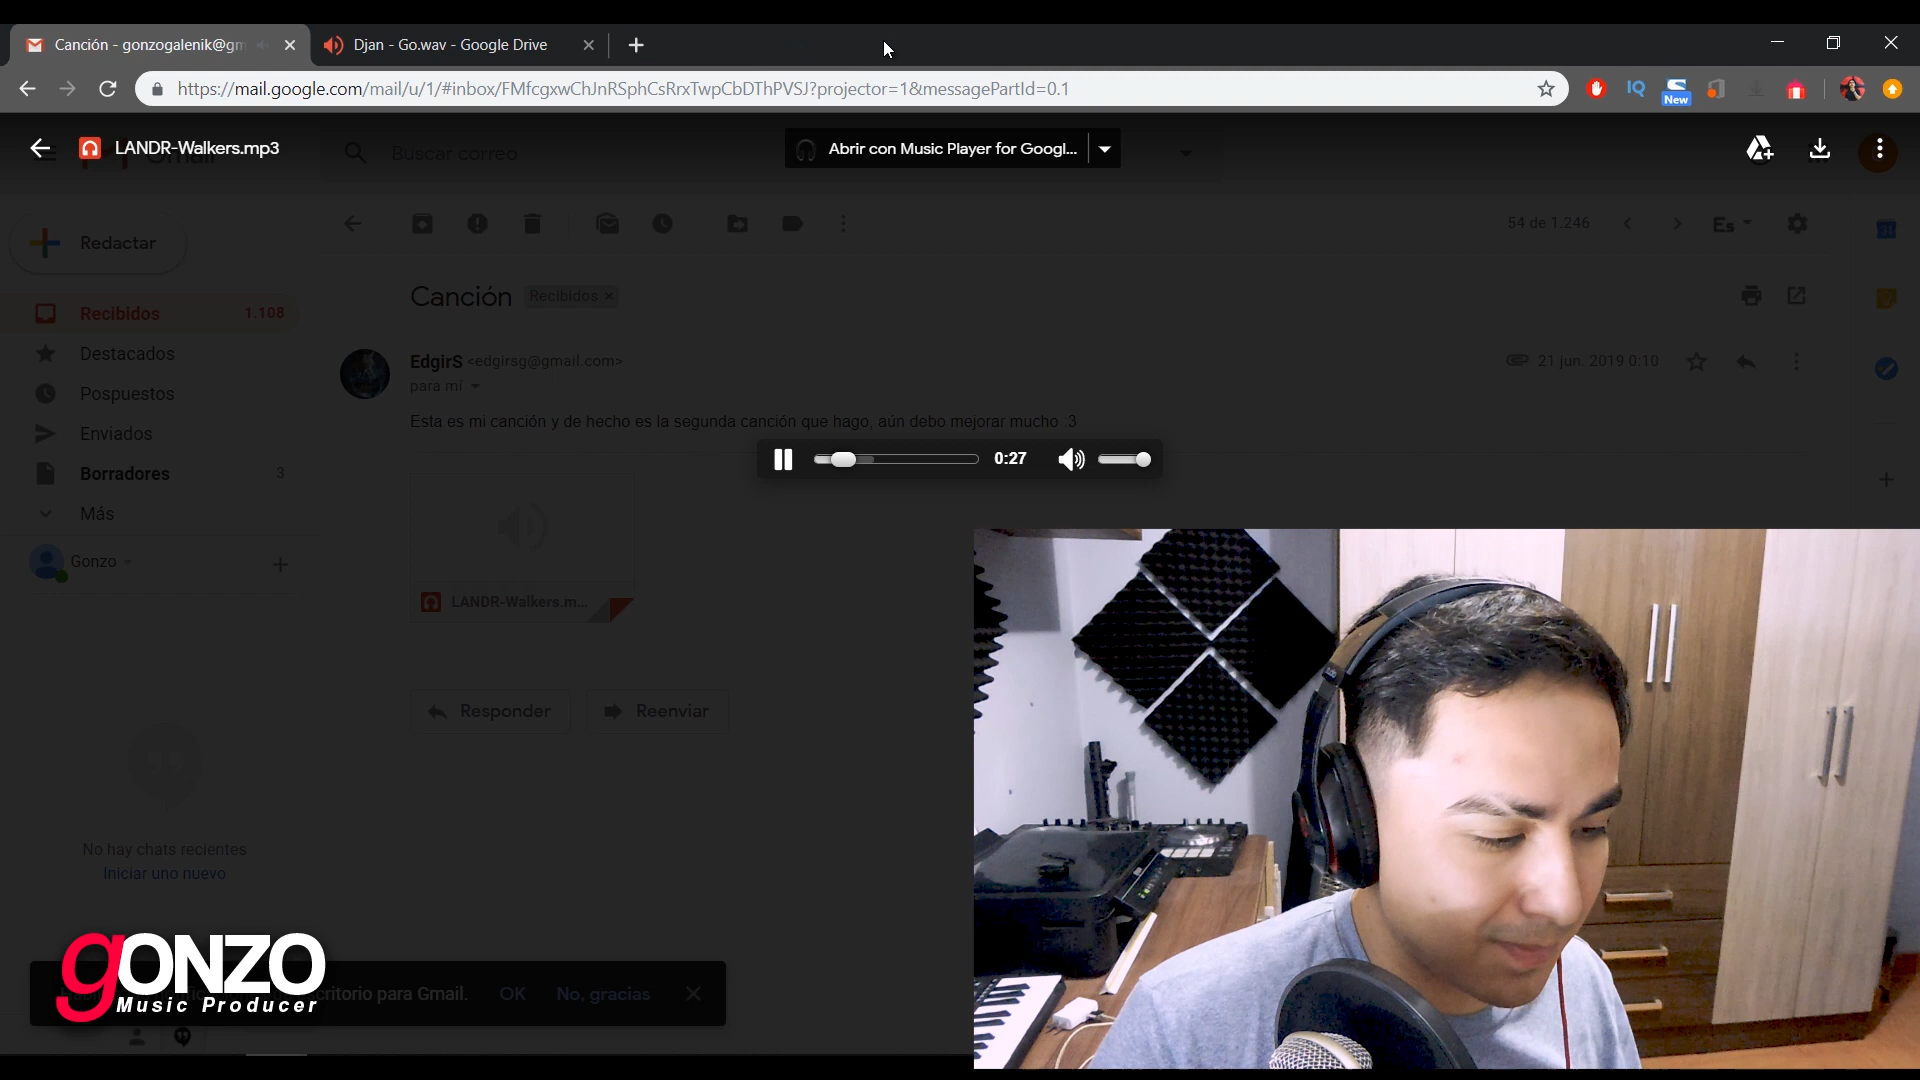 Canción - gonzogalenik@gm
Djan - Go.wav - Google Drive
https://mail.google.com/mail/u/1/#inbox/FMfcgxwChJnRSphCsRrxTwpCbDThPVSJ?projector=1&messagePartId=0.1
New
LANDR-Walkers.mp3
Buscar correo
Abrir con Music Player for Googl...
Redactar
54 de 1.246
Es
Canción
Recibidos ×
Recibidos 1.108
Destacados
EdgirS <edgirsg@gmail.com>
21 jun. 2019 0:10
para mí
Pospuestos
Esta es mi canción y de hecho es la segunda canción que hago, aún debo mejorar mucho :3
Enviados
0:27
Borradores 3
Más
Gonzo
LANDR-Walkers.m...
Responder
Reenviar
No hay chats recientes
Iniciar uno nuevo
gONZO
Music Producer
critorio para Gmail.
OK
No, gracias